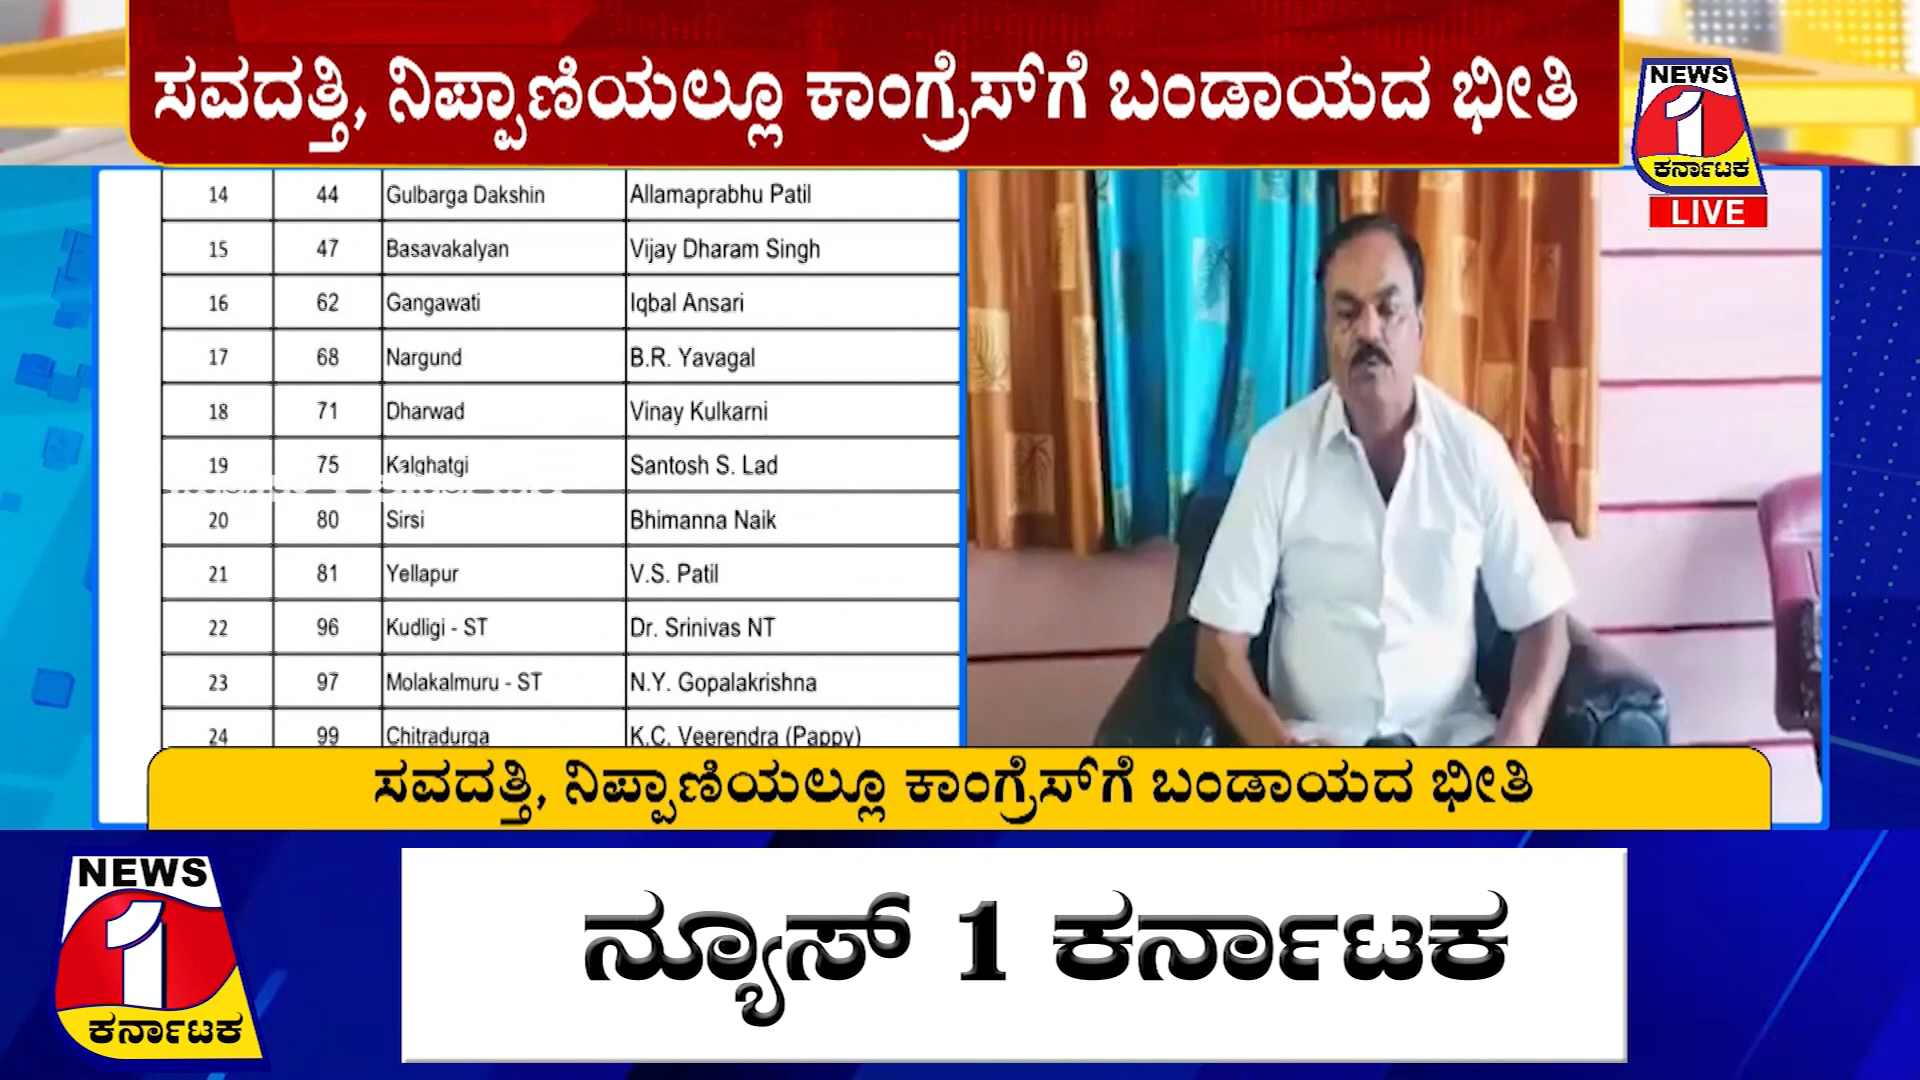 ಸವದತ್ತಿ, ನಿಪ್ಪಾಣಿಯಲ್ಲೂ ಕಾಂಗ್ರೆಸ್‌ಗೆ ಬಂಡಾಯದ ಭೀತಿ
NEWS
1
ಕರ್ನಾಟಕ
LIVE
14 44 Gulbarga Dakshin Allamaprabhu Patil
15 47 Basavakalyan Vijay Dharam Singh
16 62 Gangawati Iqbal Ansari
17 68 Nargund B.R. Yavagal
18 71 Dharwad Vinay Kulkarni
19 75 Kalghatgi Santosh S. Lad
20 80 Sirsi Bhimanna Naik
21 81 Yellapur V.S. Patil
22 96 Kudligi - ST Dr. Srinivas NT
23 97 Molakalmuru - ST N.Y. Gopalakrishna
24 99 Chitradurga K.C. Veerendra (Pappy)
ಸವದತ್ತಿ, ನಿಪ್ಪಾಣಿಯಲ್ಲೂ ಕಾಂಗ್ರೆಸ್‌ಗೆ ಬಂಡಾಯದ ಭೀತಿ
NEWS
1
ಕರ್ನಾಟಕ
ನ್ಯೂಸ್ 1 ಕರ್ನಾಟಕ